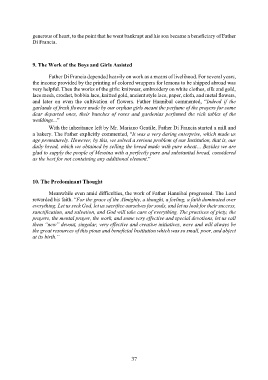 generous of heart, to the point that he went bankrupt and his son became a beneficiary of Father
Di Francia.
9. The Work of the Boys and Girls Assisted
Father Di Francia depended heavily on work as a means of livelihood. For several years,
the income provided by the printing of colored wrappers for lemons to be shipped abroad was
very helpful. Then the works of the girls: knitwear, embroidery on white clothes, silk and gold,
lace mesh, crochet, bobbin lace, knitted gold, ancient style lace, paper, cloth, and metal flowers,
and later on even the cultivation of flowers. Father Hannibal commented, "Indeed if the
garlands of fresh flowers made by our orphan girls meant the perfume of the prayers for some
dear departed ones, their bunches of roses and gardenias perfumed the rich tables of the
weddings..."
With the inheritance left by Mr. Mariano Gentile, Father Di Francia started a mill and
a bakery. The Father explicitly commented, "It was a very daring enterprise, which made us
age prematurely. However, by this, we solved a serious problem of our Institution, that is, our
daily bread, which we obtained by selling the bread made with pure wheat... Besides we are
glad to supply the people of Messina with a perfectly pure and substantial bread, considered
as the best for not containing any additional element."
10. The Predominant Thought
Meanwhile even amid difficulties, the work of Father Hannibal progressed. The Lord
rewarded his faith. "For the grace of the Almighty, a thought, a feeling, a faith dominated over
everything. Let us seek God, let us sacrifice ourselves for souls, and let us look for their success,
sanctification, and salvation, and God will take care of everything. The practices of piety, the
prayers, the mental prayer, the work, and some very effective and special devotions, let us call
them "new" devout, singular, very effective and creative initiatives, were and will always be
the great resources of this pious and beneficial Institution which was so small, poor, and abject
at its birth."
37